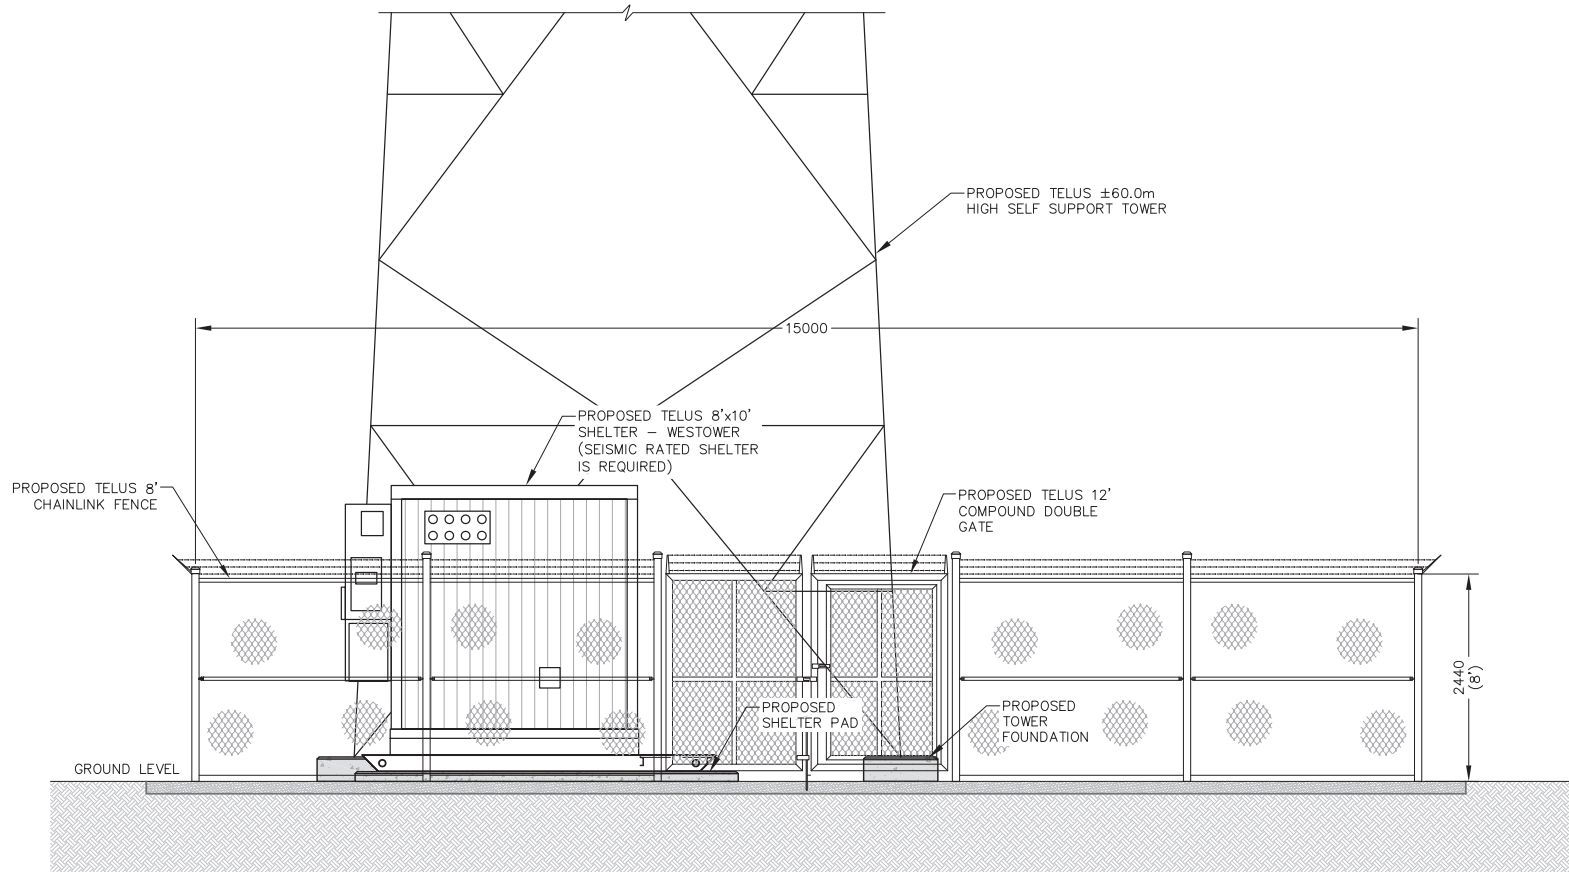 PROPOSED TELUS ±60.0m
HIGH SELF SUPPORT TOWER
15000
PROPOSED TELUS 8'x10'
SHELTER – WESTOWER
(SEISMIC RATED SHELTER
IS REQUIRED)
PROPOSED TELUS 8'
CHAINLINK FENCE
PROPOSED TELUS 12'
COMPOUND DOUBLE
GATE
2440
(8')
PROPOSED
SHELTER PAD
PROPOSED
TOWER
FOUNDATION
GROUND LEVEL